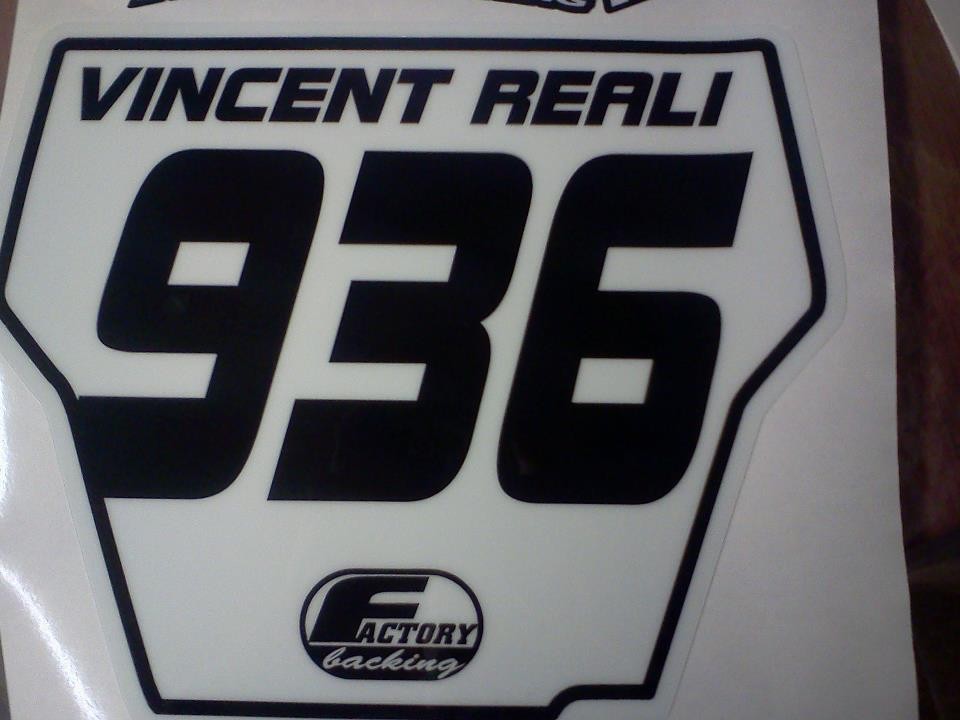 VINCENT REALI
936
FACTORY
backing